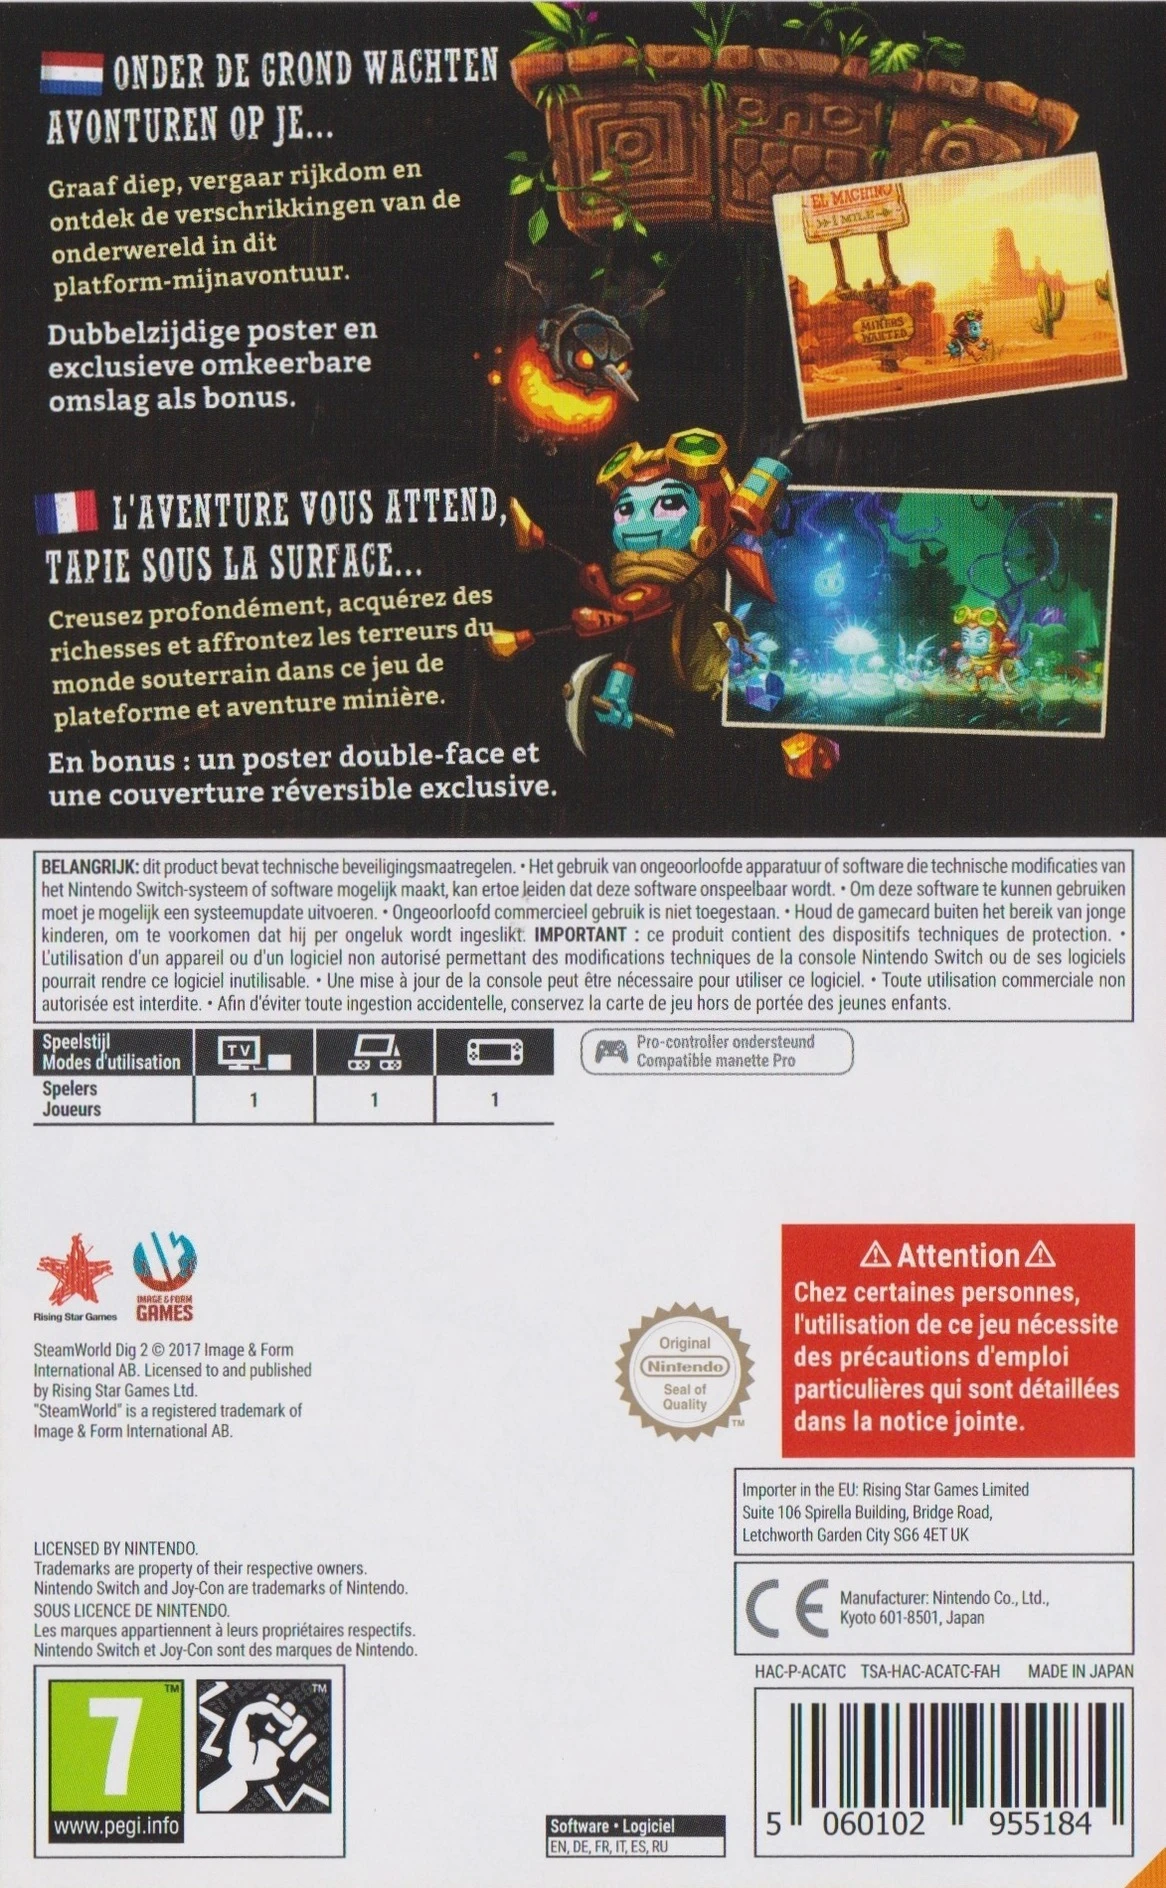 ONDER DE GROND WACHTEN
AVONTUREN OP JE...
Graaf diep, vergaar rijkdom en
ontdek de verschrikkingen van de
onderwereld in dit
platform-mijnavontuur.
Dubbelzijdige poster en
exclusieve omkeerbare
omslag als bonus.
EL MACHINO
1 MILE
MINERS
WANTED
L'AVENTURE VOUS ATTEND,
TAPIE SOUS LA SURFACE...
Creusez profondément, acquérez des
richesses et affrontez les terreurs du
monde souterrain dans ce jeu de
plateforme et aventure minière.
En bonus : un poster double-face et
une couverture réversible exclusive.
BELANGRIJK: dit product bevat technische beveiligingsmaatregelen. • Het gebruik van ongeoorloofde apparatuur of software die technische modificaties van
het Nintendo Switch-systeem of software mogelijk maakt, kan ertoe leiden dat deze software onspeelbaar wordt. • Om deze software te kunnen gebruiken
moet je mogelijk een systeemupdate uitvoeren. • Ongeoorloofd commercieel gebruik is niet toegestaan. • Houd de gamecard buiten het bereik van jonge
kinderen, om te voorkomen dat hij per ongeluk wordt ingeslikt. IMPORTANT : ce produit contient des dispositifs techniques de protection. •
L'utilisation d'un appareil ou d'un logiciel non autorisé permettant des modifications techniques de la console Nintendo Switch ou de ses logiciels
pourrait rendre ce logiciel inutilisable. • Une mise à jour de la console peut être nécessaire pour utiliser ce logiciel. • Toute utilisation commerciale non
autorisée est interdite. • Afin d'éviter toute ingestion accidentelle, conservez la carte de jeu hors de portée des jeunes enfants.
Speelstijl
Modes d'utilisation
TV
Spelers
Joueurs
1 1 1
Pro-controller ondersteund
Compatible manette Pro
Rising Star Games
IMAGE & FORM
GAMES
SteamWorld Dig 2 © 2017 Image & Form
International AB. Licensed to and published
by Rising Star Games Ltd.
"SteamWorld" is a registered trademark of
Image & Form International AB.
Original
Nintendo
Seal of
Quality
TM
⚠ Attention ⚠
Chez certaines personnes,
l'utilisation de ce jeu nécessite
des précautions d'emploi
particulières qui sont détaillées
dans la notice jointe.
Importer in the EU: Rising Star Games Limited
Suite 106 Spirella Building, Bridge Road,
Letchworth Garden City SG6 4ET UK
CE
Manufacturer: Nintendo Co., Ltd.,
Kyoto 601-8501, Japan
HAC-P-ACATC TSA-HAC-ACATC-FAH MADE IN JAPAN
LICENSED BY NINTENDO.
Trademarks are property of their respective owners.
Nintendo Switch and Joy-Con are trademarks of Nintendo.
SOUS LICENCE DE NINTENDO.
Les marques appartiennent à leurs propriétaires respectifs.
Nintendo Switch et Joy-Con sont des marques de Nintendo.
7
TM
www.pegi.info
TM
Software • Logiciel
EN, DE, FR, IT, ES, RU
5 060102 955184